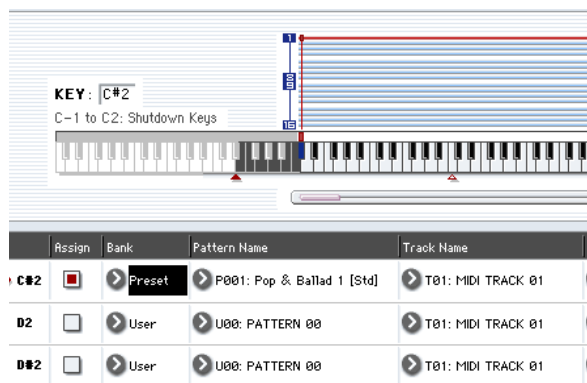 1
KEY: C#2
C-1 to C2: Shutdown Keys
16
Assign Bank Pattern Name Track Name
C#2 Preset P001: Pop & Ballad 1 [Std] T01: MIDI TRACK 01
D2 User U00: PATTERN 00 T01: MIDI TRACK 01
D#2 User U00: PATTERN 00 T01: MIDI TRACK 01